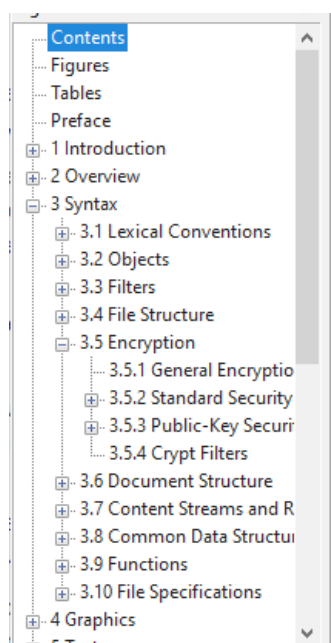 Contents
Figures
Tables
Preface
1 Introduction
2 Overview
3 Syntax
3.1 Lexical Conventions
3.2 Objects
3.3 Filters
3.4 File Structure
3.5 Encryption
3.5.1 General Encryptio
3.5.2 Standard Security
3.5.3 Public-Key Securi
3.5.4 Crypt Filters
3.6 Document Structure
3.7 Content Streams and R
3.8 Common Data Structu
3.9 Functions
3.10 File Specifications
4 Graphics